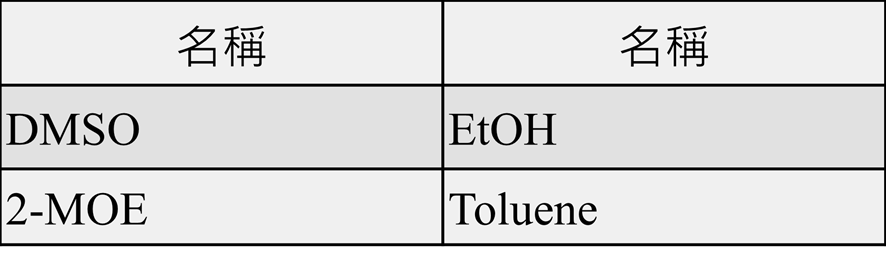 名稱 名稱
DMSO EtOH
2-MOE Toluene